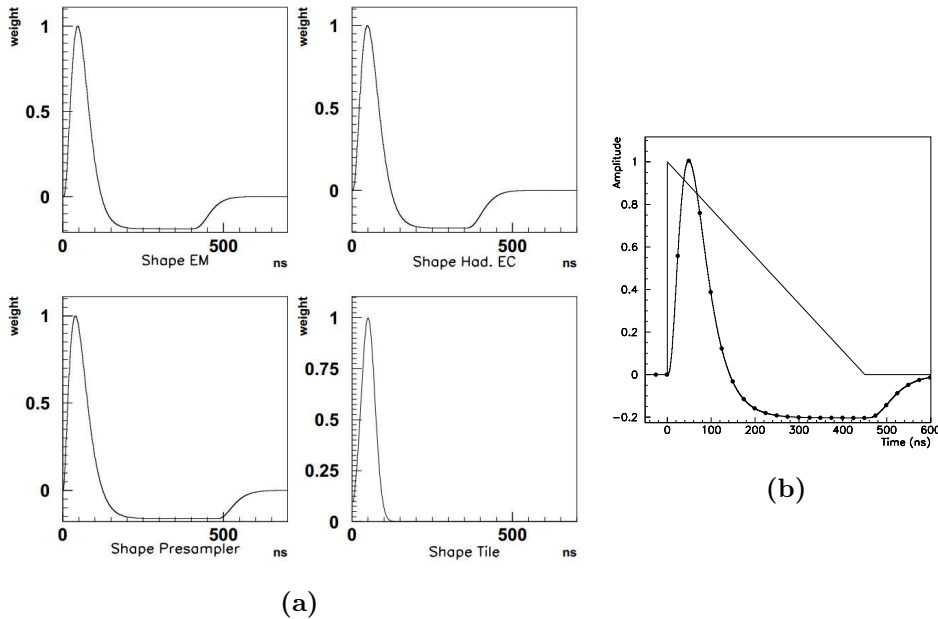 weight
1
0.5
0
0 500
Shape EM ns
weight
1
0.5
0
0 500
Shape Had. EC ns
weight
1
0.5
0
0 500
Shape Presampler ns
weight
1
0.75
0.5
0.25
0
0 500
Shape Tile ns
(a)
Amplitude
1
0.8
0.6
0.4
0.2
0
−0.2
0 100 200 300 400 500 600
Time (ns)
(b)